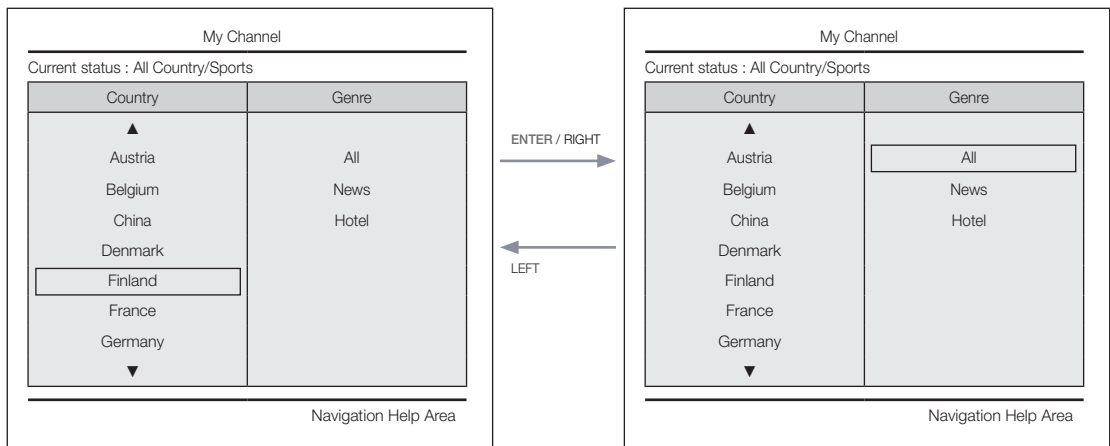 My Channel
Current status : All Country/Sports
Country Genre
▲
Austria All
Belgium News
China Hotel
Denmark
Finland
France
Germany
▼
Navigation Help Area
ENTER / RIGHT
LEFT
My Channel
Current status : All Country/Sports
Country Genre
▲
Austria All
Belgium News
China Hotel
Denmark
Finland
France
Germany
▼
Navigation Help Area